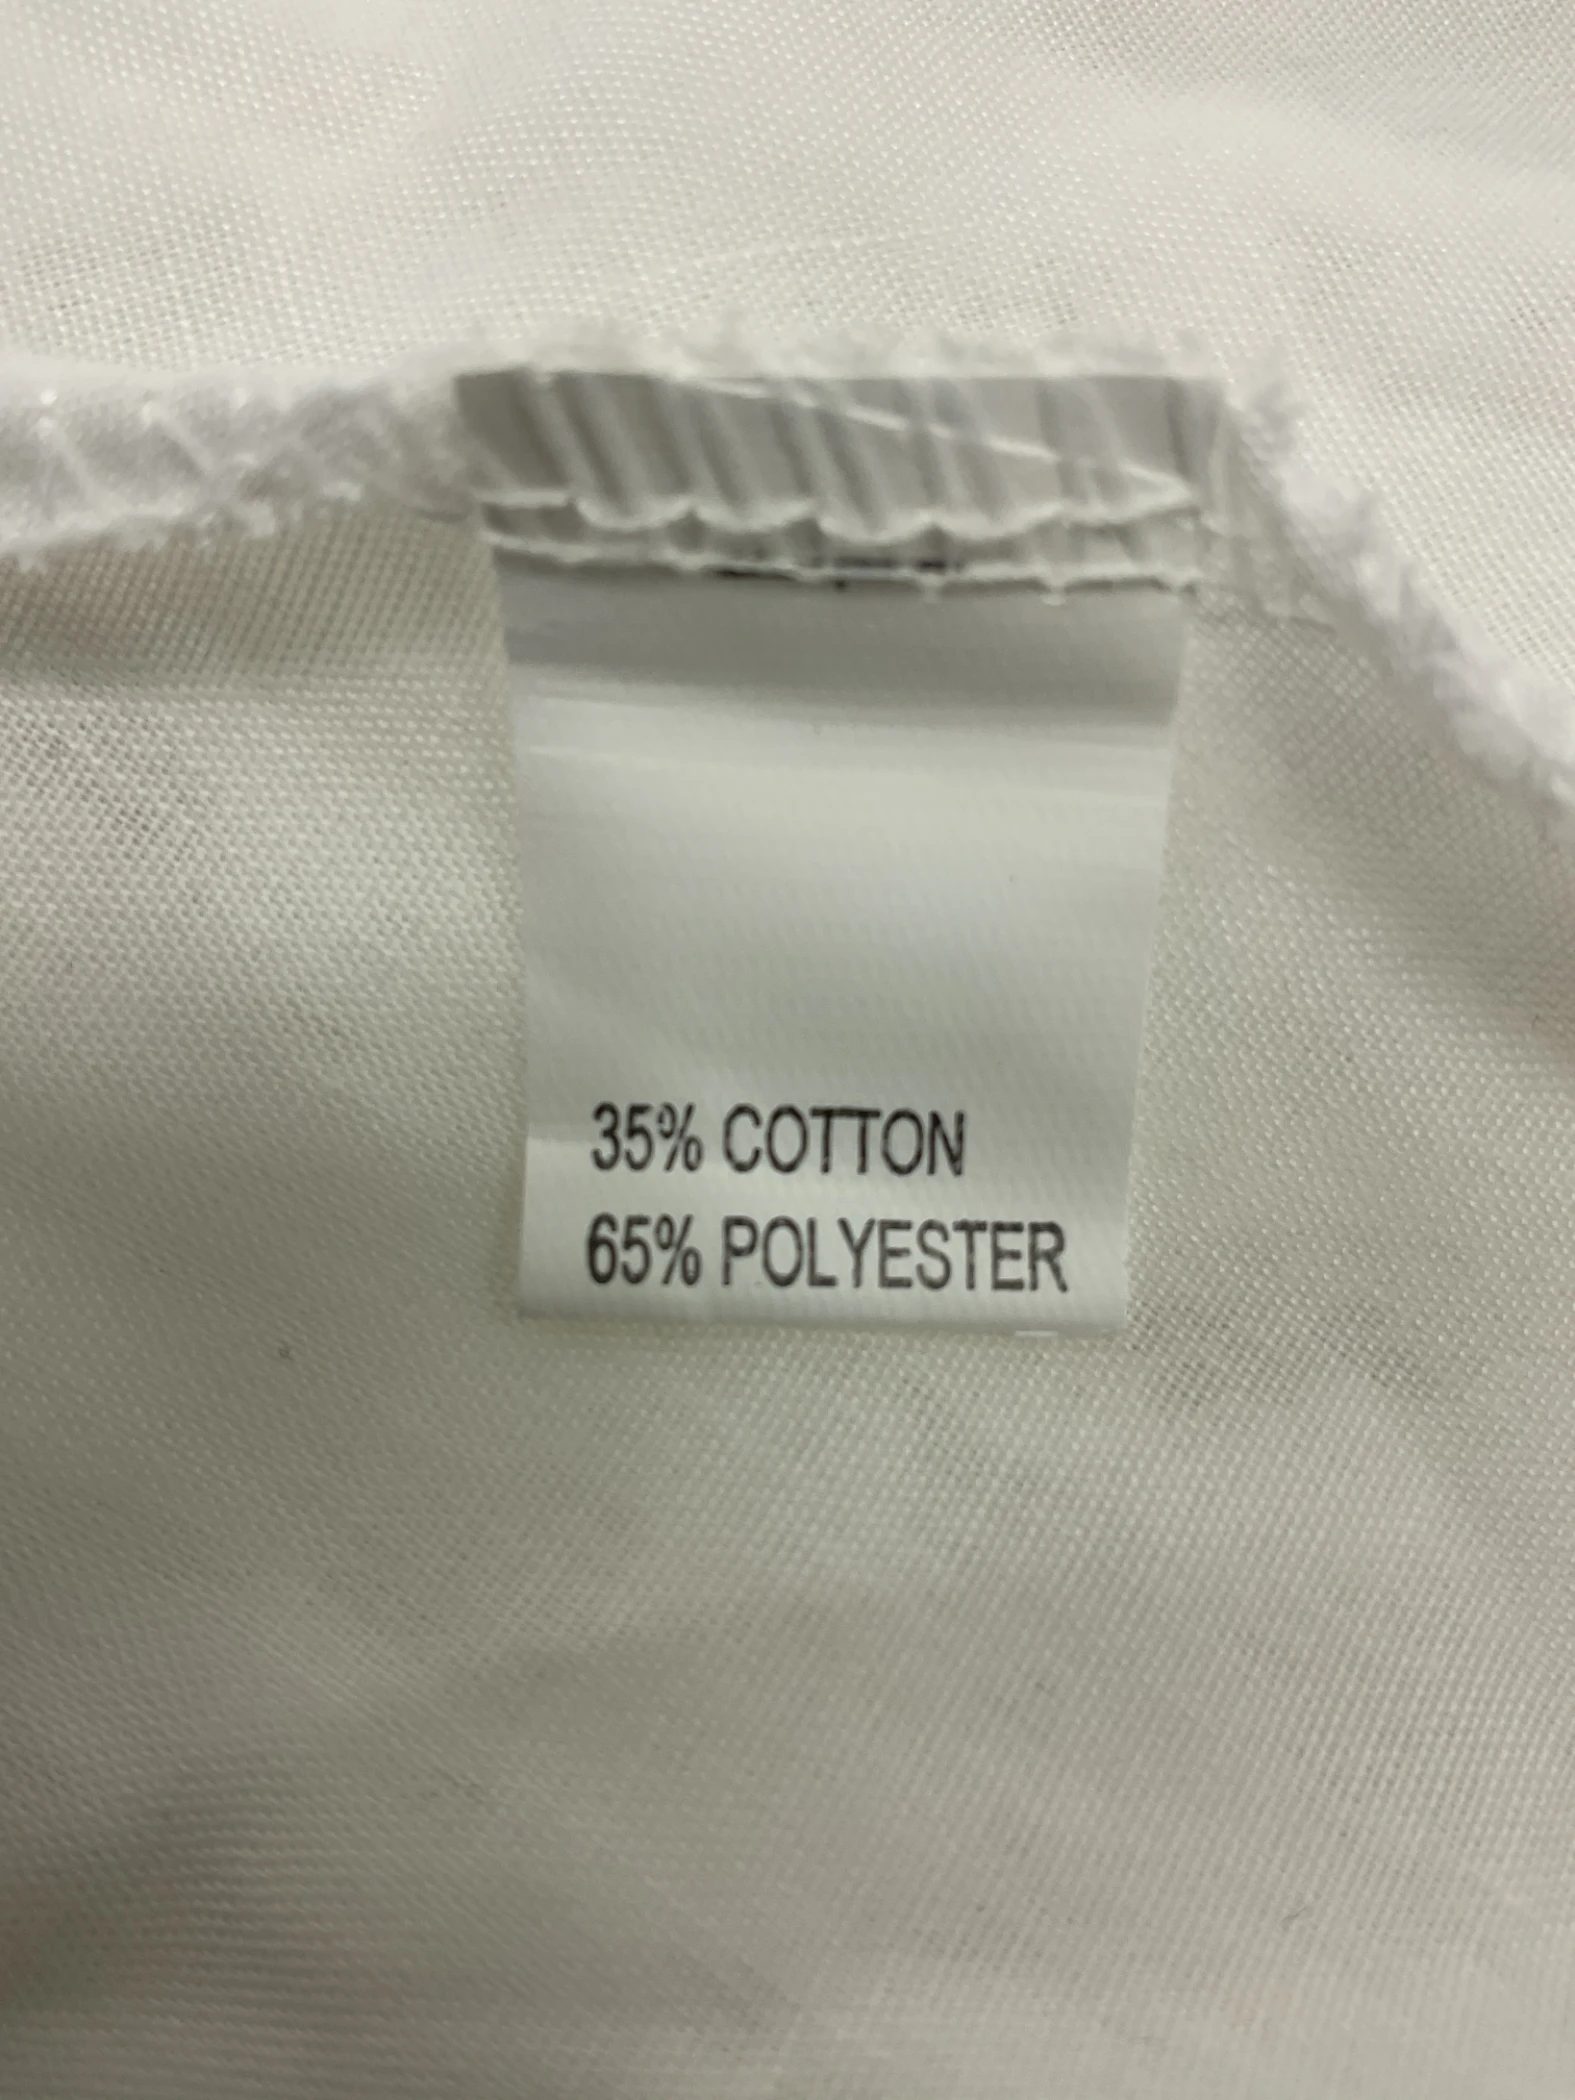 35% COTTON
65% POLYESTER